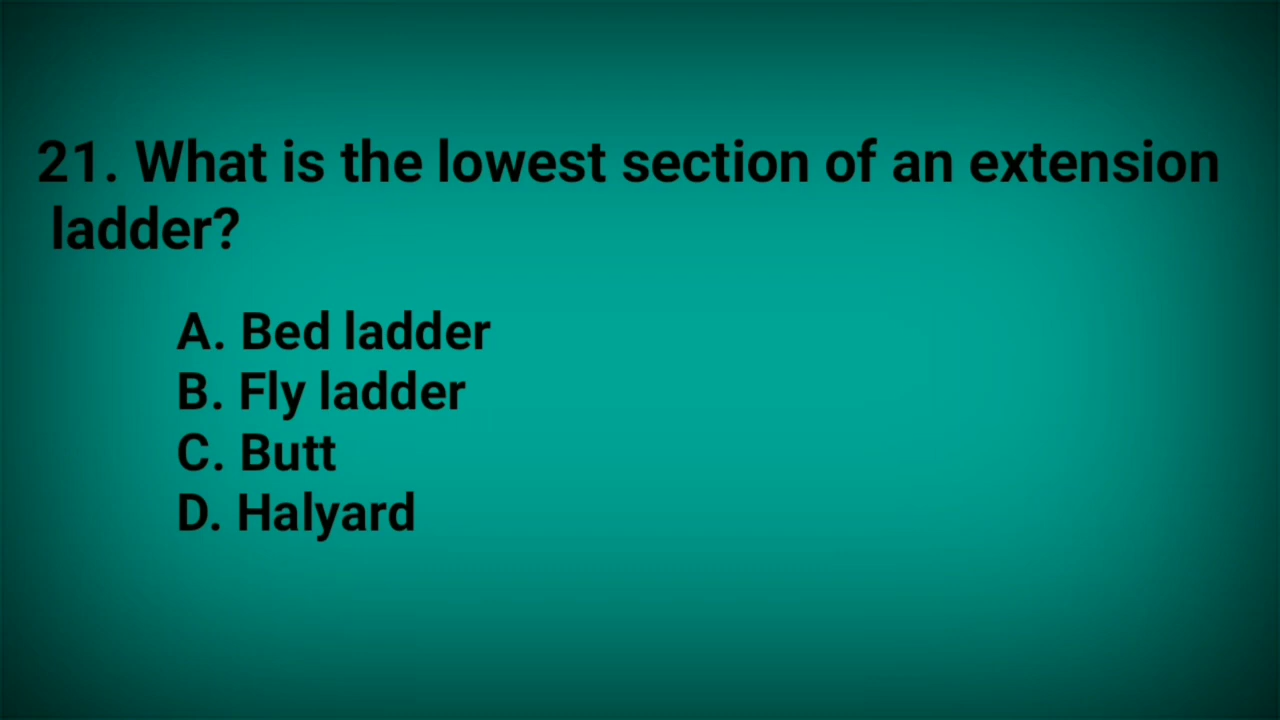 21. What is the lowest section of an extension
ladder?
A. Bed ladder
B. Fly ladder
C. Butt
D. Halyard